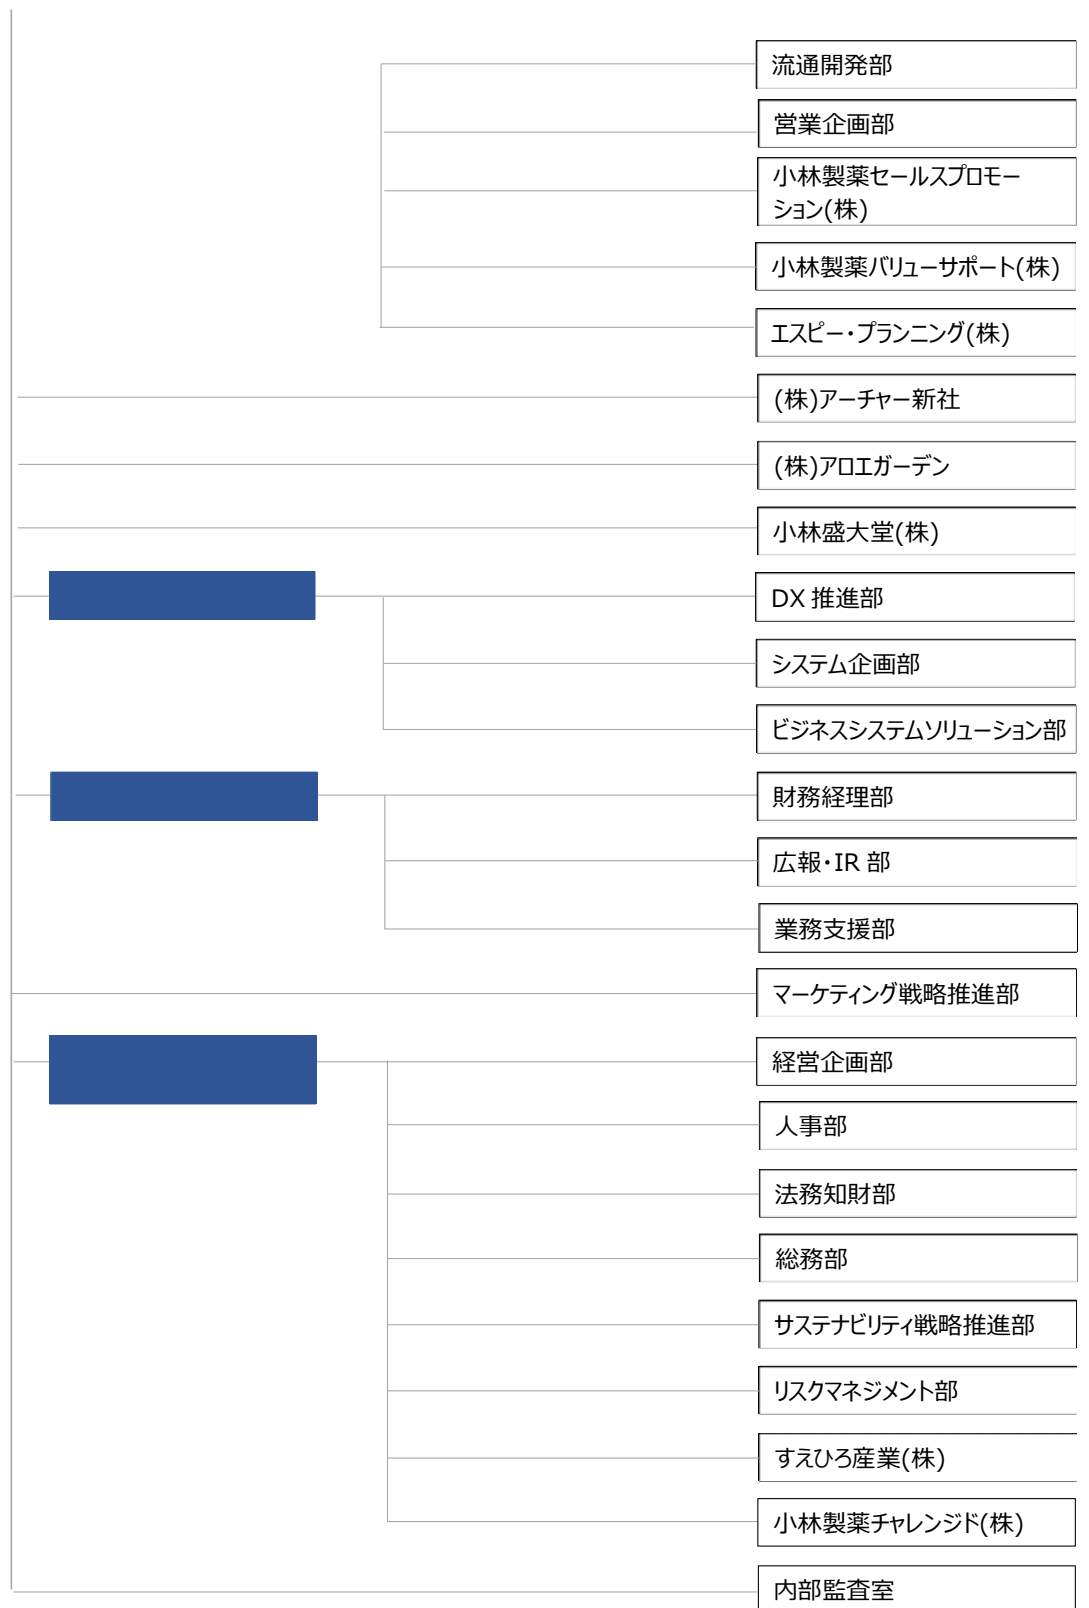 流通開発部
営業企画部
小林製薬セールスプロモー
ション(株)
小林製薬バリューサポート(株)
エスピー・プランニング(株)
(株)アーチャー新社
(株)アロエガーデン
小林盛大堂(株)
DX 推進部
システム企画部
ビジネスシステムソリューション部
財務経理部
広報・IR 部
業務支援部
マーケティング戦略推進部
経営企画部
人事部
法務知財部
総務部
サステナビリティ戦略推進部
リスクマネジメント部
すえひろ産業(株)
小林製薬チャレンジド(株)
内部監査室